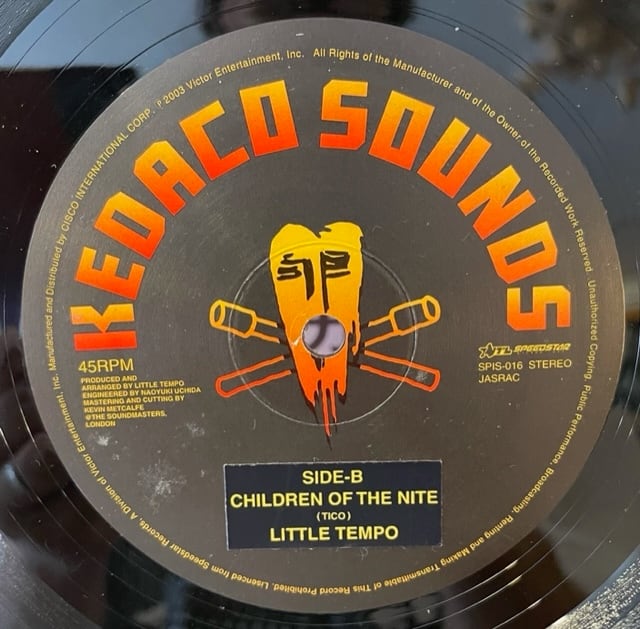 Manufactured and Distributed by CISCO INTERNATIONAL CORP. ℗2003 Victor Entertainment, Inc. All Rights of the Manufacturer and of the Owner of the Recorded Work Reserved. Unauthorized Copying, Public Performance, Broadcasting, Renting and Making Transmittable of This Record Prohibited. Lisenced from Speedstar Records, A Division of Victor Entertainment, Inc.
KEDACO SOUNDS
45RPM
PRODUCED AND
ARRANGED BY LITTLE TEMPO
ENGINEERED BY NAOYUKI UCHIDA
MASTERING AND CUTTING BY
KEVIN METCALFE
@THE SOUNDMASTERS,
LONDON
SPEEDSTAR
SPIS-016 STEREO
JASRAC
SIDE-B
CHILDREN OF THE NITE
(TICO)
LITTLE TEMPO